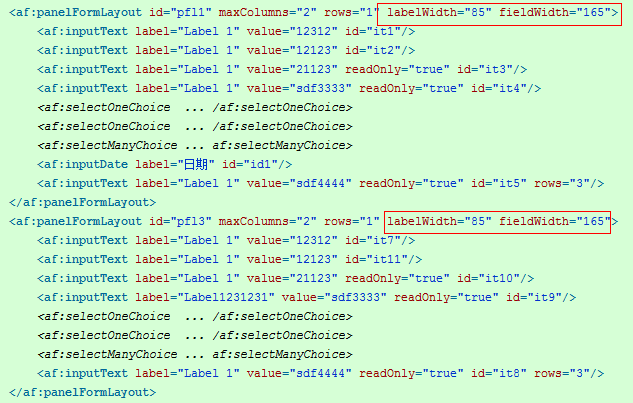 <af:panelFormLayout id="pfl1" maxColumns="2" rows="1" labelWidth="85" fieldWidth="165">
<af:inputText label="Label 1" value="12312" id="it1"/>
<af:inputText label="Label 1" value="12123" id="it2"/>
<af:inputText label="Label 1" value="21123" readOnly="true" id="it3"/>
<af:inputText label="Label 1" value="sdf3333" readOnly="true" id="it4"/>
<af:selectOneChoice ... /af:selectOneChoice>
<af:selectOneChoice ... /af:selectOneChoice>
<af:selectManyChoice ... af:selectManyChoice>
<af:inputDate label="日期" id="id1"/>
<af:inputText label="Label 1" value="sdf4444" readOnly="true" id="it5" rows="3"/>
</af:panelFormLayout>
<af:panelFormLayout id="pfl3" maxColumns="2" rows="1" labelWidth="85" fieldWidth="165">
<af:inputText label="Label 1" value="12312" id="it7"/>
<af:inputText label="Label 1" value="12123" id="it11"/>
<af:inputText label="Label 1" value="21123" readOnly="true" id="it10"/>
<af:inputText label="Label1231231" value="sdf3333" readOnly="true" id="it9"/>
<af:selectOneChoice ... /af:selectOneChoice>
<af:selectOneChoice ... /af:selectOneChoice>
<af:selectManyChoice ... af:selectManyChoice>
<af:inputText label="Label 1" value="sdf4444" readOnly="true" id="it8" rows="3"/>
</af:panelFormLayout>